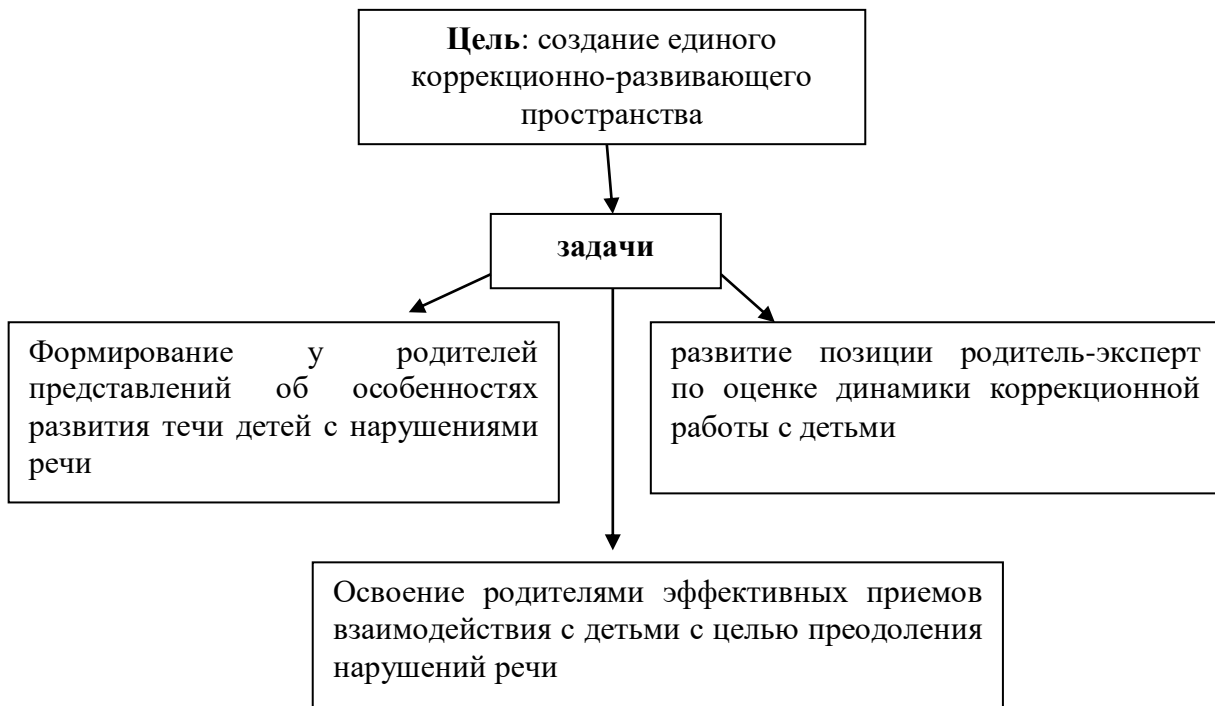 Цель: создание единого
коррекционно-развивающего
пространства
задачи
Формирование у родителей
представлений об особенностях
развития течи детей с нарушениями
речи
развитие позиции родитель-эксперт
по оценке динамики коррекционной
работы с детьми
Освоение родителями эффективных приемов
взаимодействия с детьми с целью преодоления
нарушений речи